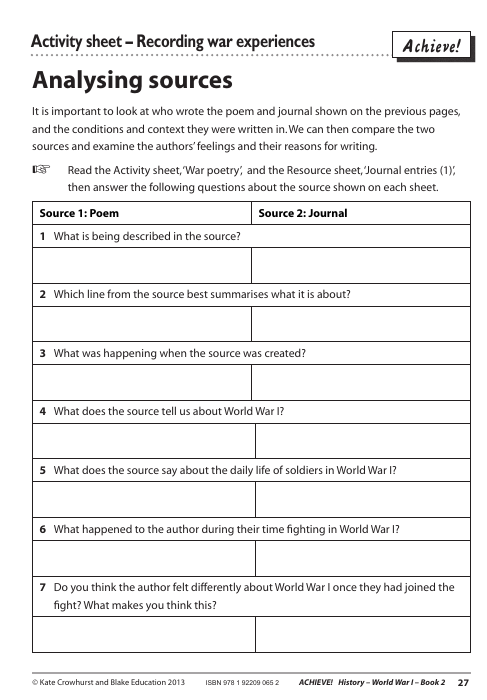 Activity sheet – Recording war experiences
Achieve!
Analysing sources
It is important to look at who wrote the poem and journal shown on the previous pages,
and the conditions and context they were written in. We can then compare the two
sources and examine the authors' feelings and their reasons for writing.
Read the Activity sheet, 'War poetry', and the Resource sheet, 'Journal entries (1)',
then answer the following questions about the source shown on each sheet.
Source 1: Poem
Source 2: Journal
1 What is being described in the source?
2 Which line from the source best summarises what it is about?
3 What was happening when the source was created?
4 What does the source tell us about World War I?
5 What does the source say about the daily life of soldiers in World War I?
6 What happened to the author during their time fighting in World War I?
7 Do you think the author felt differently about World War I once they had joined the
fight? What makes you think this?
© Kate Crowhurst and Blake Education 2013 ISBN 978 1 92209 065 2 ACHIEVE! History – World War I – Book 2 27